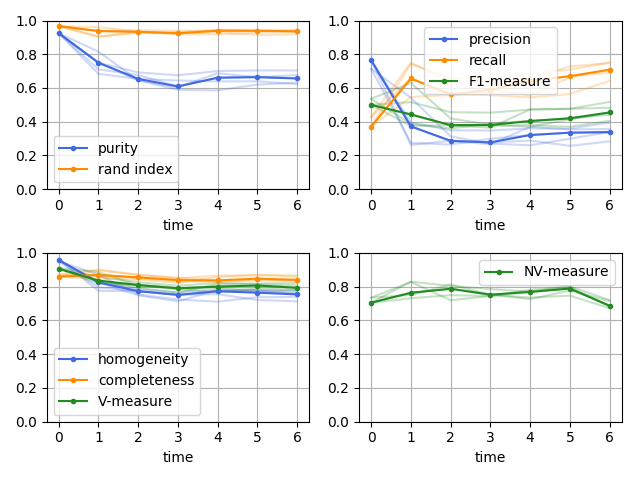 1.0
0.8
0.6
0.4
0.2
0.0
purity
rand index
0 1 2 3 4 5 6
time
1.0
0.8
0.6
0.4
0.2
0.0
precision
recall
F1-measure
0 1 2 3 4 5 6
time
1.0
0.8
0.6
0.4
0.2
0.0
homogeneity
completeness
V-measure
0 1 2 3 4 5 6
time
1.0
0.8
0.6
0.4
0.2
0.0
NV-measure
0 1 2 3 4 5 6
time